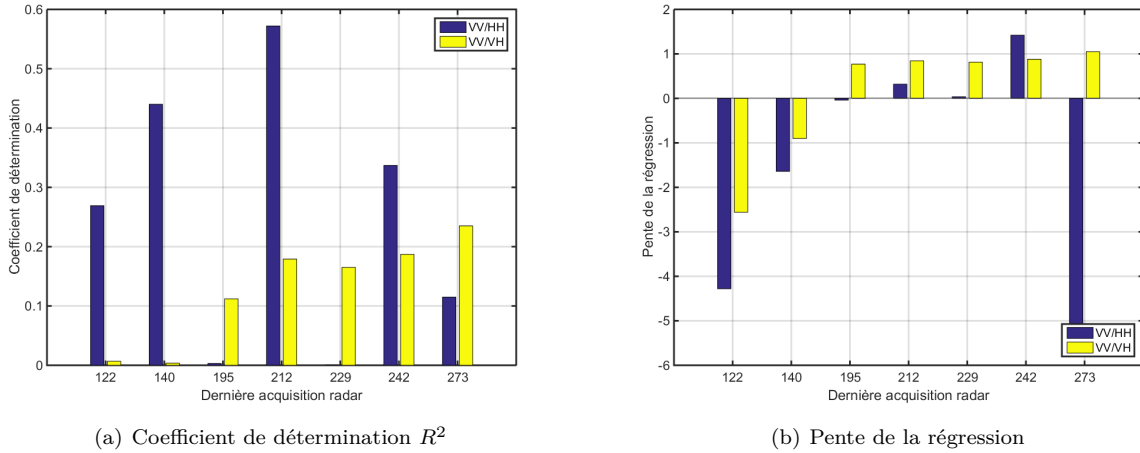 0.6
0.5
0.4
0.3
0.2
0.1
0
Coefficient de détermination
VV/HH
VV/VH
122 140 195 212 229 242 273
Dernière acquisition radar
(a) Coefficient de détermination R²
2
1
0
-1
-2
-3
-4
-5
-6
Pente de la régression
VV/HH
VV/VH
122 140 195 212 229 242 273
Dernière acquisition radar
(b) Pente de la régression